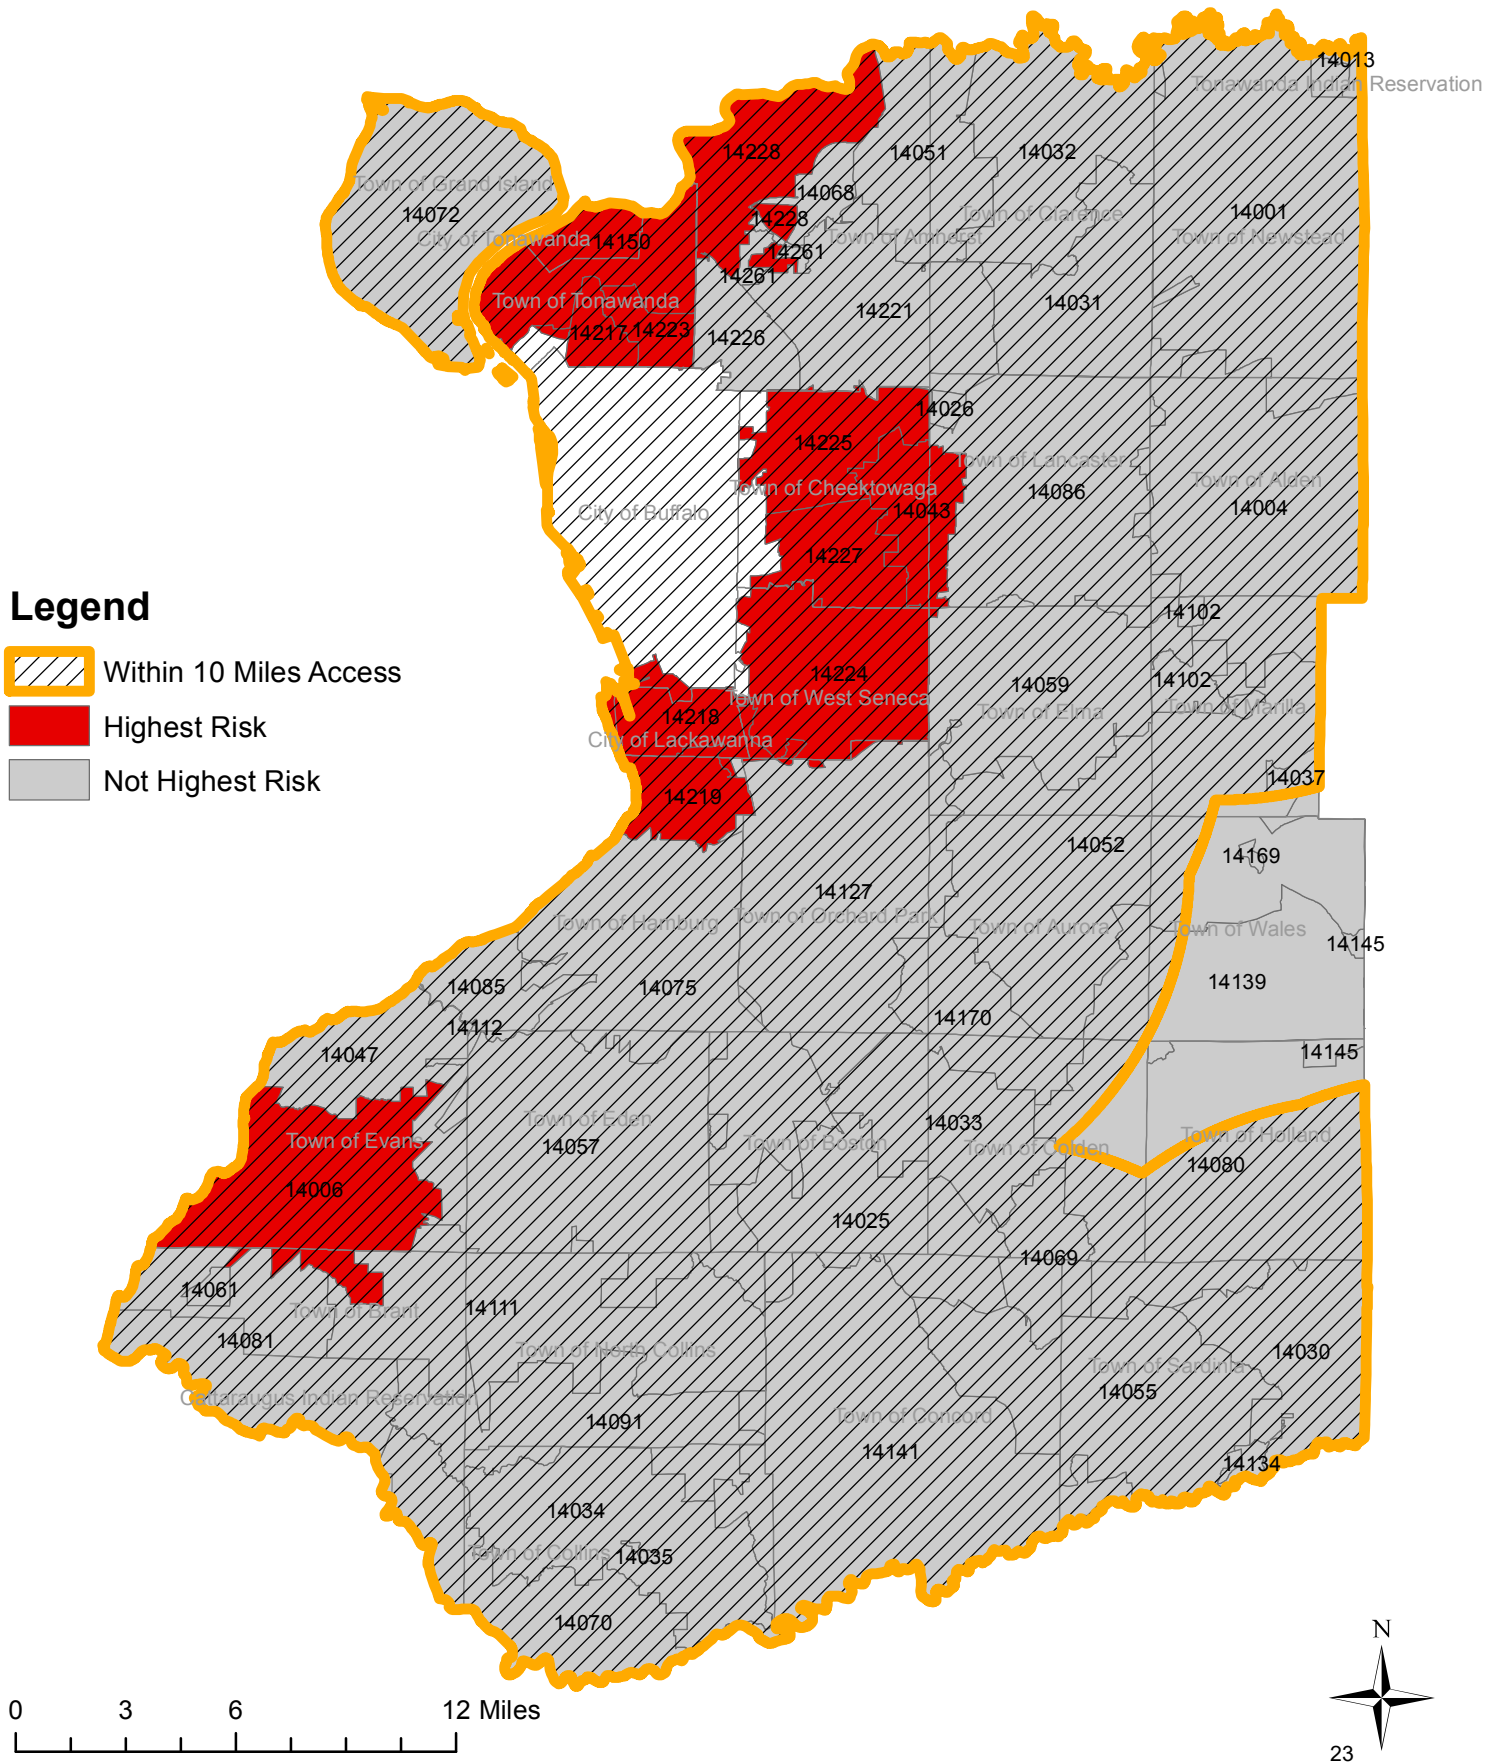 14013
Tonawanda Indian Reservation
14228
14051
14032
14068
Town of Grand Island
14072
14228
Town of Clarence
14001
City of Tonawanda
14150
Town of Amherst
Town of Newstead
14261
14261
Town of Tonawanda
14221
14031
14217
14223
14226
14026
14225
Town of Lancaster
Town of Cheektowaga
14086
Town of Alden
14004
City of Buffalo
14043
14227
Legend
14102
Within 10 Miles Access
14224
14059
14102
Town of West Seneca
Town of Elma
Town of Marilla
Highest Risk
14218
City of Lackawanna
Not Highest Risk
14037
14219
14052
14169
14127
Town of Hamburg
Town of Orchard Park
Town of Aurora
Town of Wales
14145
14085
14075
14139
14112
14170
14047
14145
Town of Evans
Town of Eden
14057
Town of Boston
14033
Town of Colden
Town of Holland
14080
14006
14025
14069
14061
Town of Brant
14111
14081
Town of North Collins
14030
Town of Sardinia
14055
Cattaraugus Indian Reservation
14091
Town of Concord
14141
14134
14034
Town of Collins
14035
14070
N
0 3 6 12 Miles
23